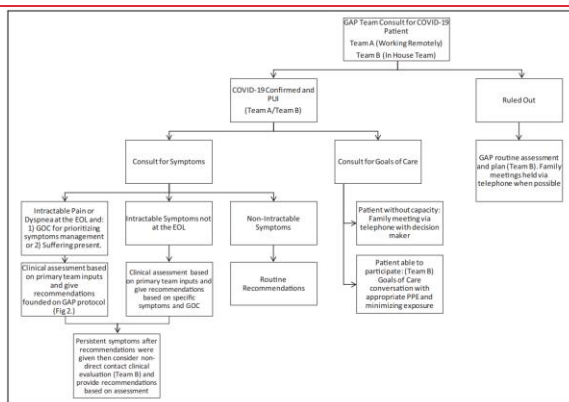 GAP Team Consult for COVID-19
Patient
Team A (Working Remotely)
Team B (In House Team)
COVID-19 Confirmed and
PUI
(Team A/Team B)
Ruled Out
Consult for Symptoms
Consult for Goals of Care
GAP routine assessment
and plan (Team B). Family
meetings held via
telephone when possible
Intractable Pain or
Dyspnea at the EOL and:
1) GOC for prioritizing
symptoms management
or 2) Suffering present.
Intractable Symptoms not
at the EOL
Non-Intractable
Symptoms
Patient without capacity:
Family meeting via
telephone with decision
maker
Clinical assessment based
on primary team inputs
and give
recommendations
founded on GAP protocol
(Fig 2.)
Clinical assessment based
on primary team inputs and
give recommendations
based on specific
symptoms and GOC
Routine
Recommendations
Patient able to
participate: (Team B)
Goals of Care
conversation with
appropriate PPE and
minimizing exposure
Persistent symptoms after
recommendations were
given then consider non-
direct contact clinical
evaluation (Team B) and
provide recommendations
based on assessment